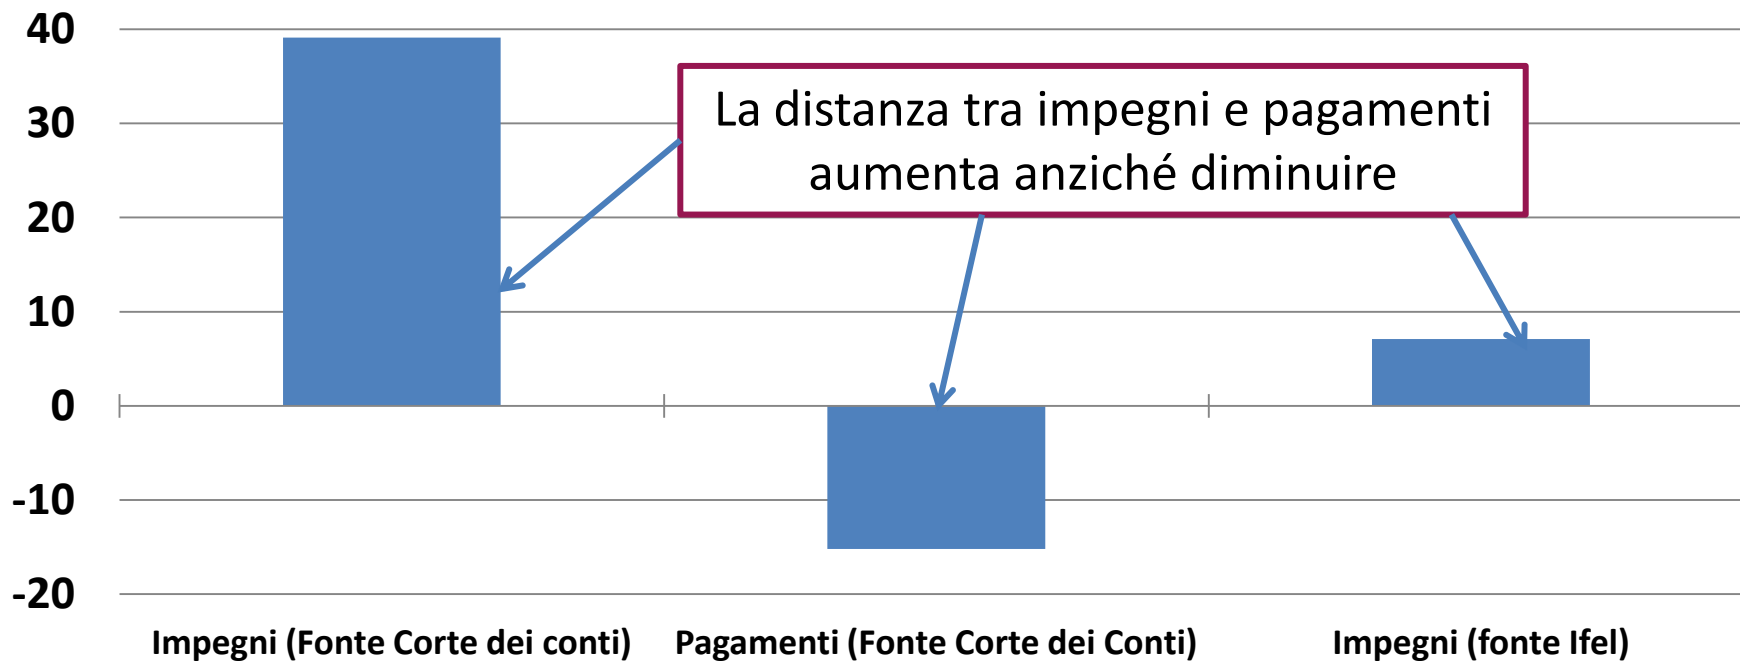 40
30
20
10
0
-10
-20
La distanza tra impegni e pagamenti
aumenta anziché diminuire
Impegni (Fonte Corte dei conti)
Pagamenti (Fonte Corte dei Conti)
Impegni (fonte Ifel)